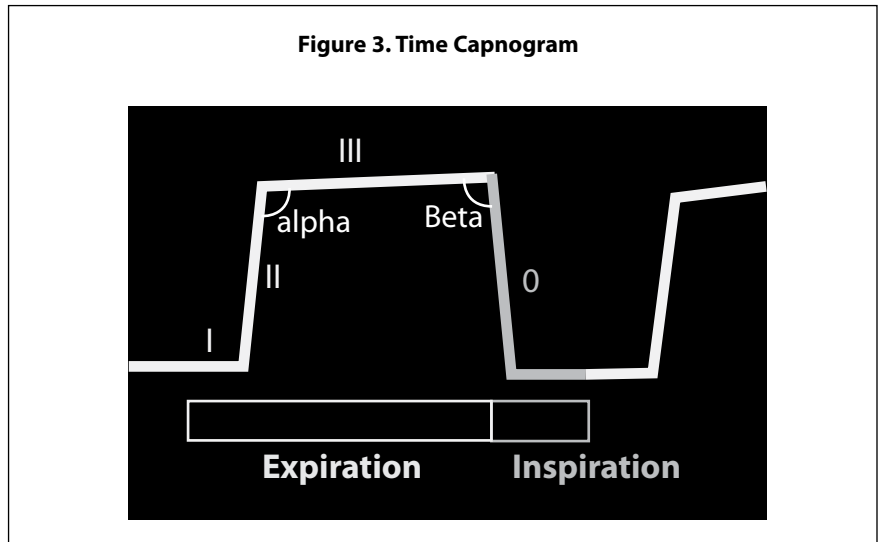 Figure 3. Time Capnogram
III
alpha
Beta
II
0
I
Expiration
Inspiration